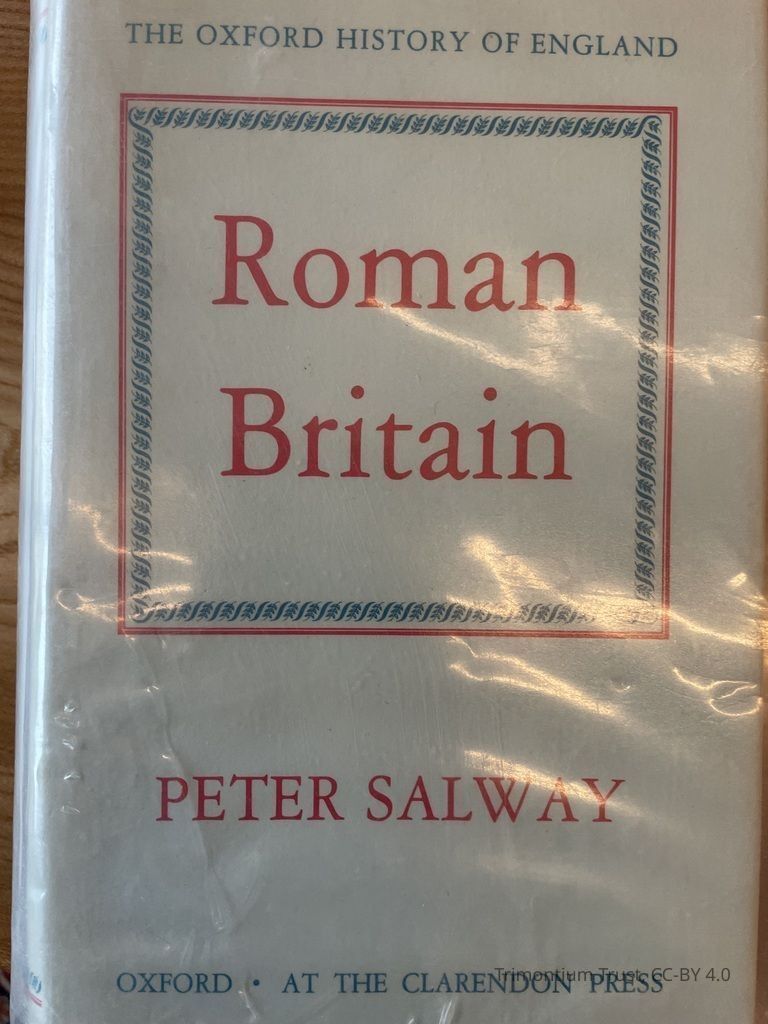 THE OXFORD HISTORY OF ENGLAND
Roman
Britain
PETER SALWAY
OXFORD · AT THE CLARENDON PRESS
Trimontium Trust, CC-BY 4.0